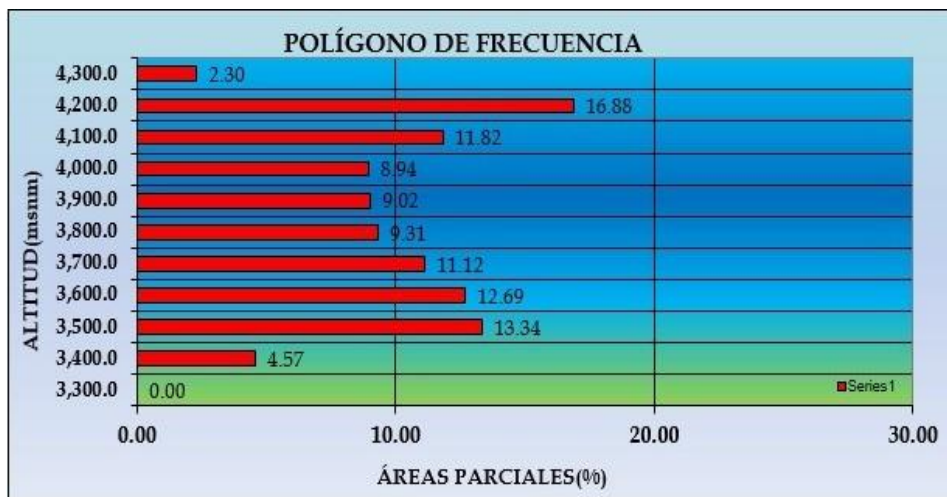 POLÍGONO DE FRECUENCIA
ALTITUD(msnm)
4,300.0 2.30
4,200.0 16.88
4,100.0 11.82
4,000.0 8.94
3,900.0 9.02
3,800.0 9.31
3,700.0 11.12
3,600.0 12.69
3,500.0 13.34
3,400.0 4.57
3,300.0 0.00
Series1
0.00 10.00 20.00 30.00
ÁREAS PARCIALES(%)